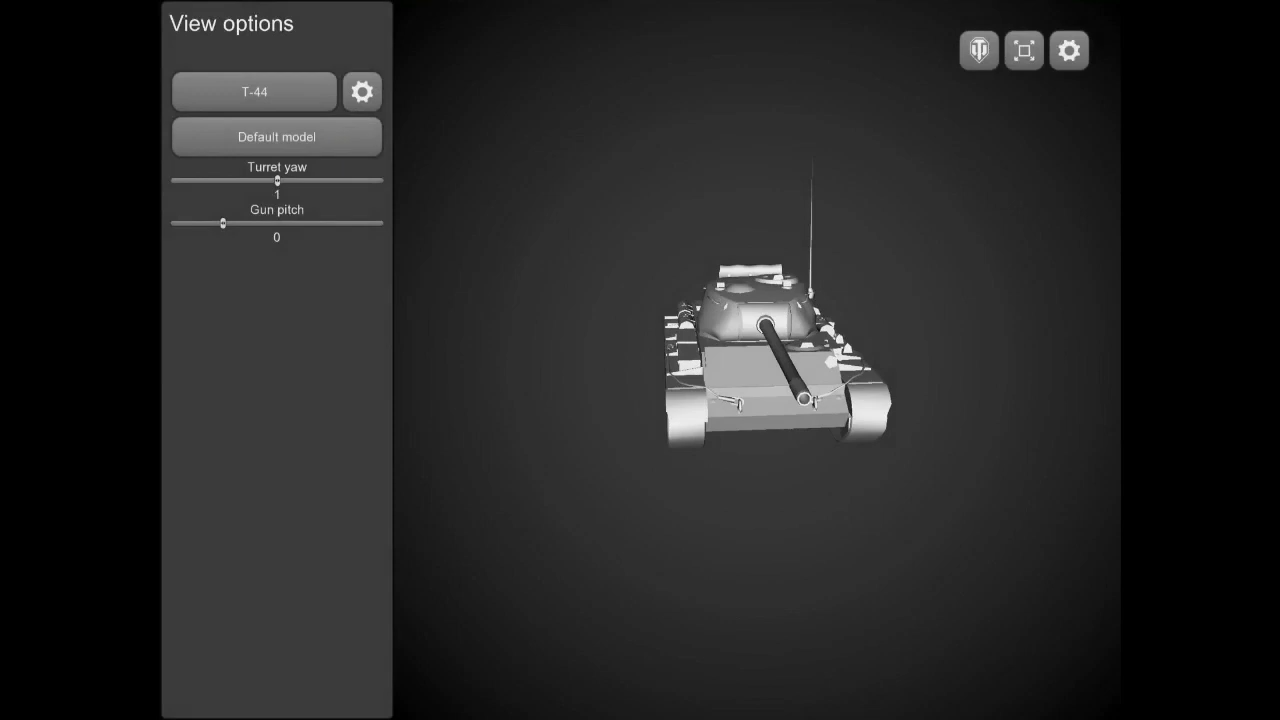 View options
T-44
Default model
Turret yaw
1
Gun pitch
0